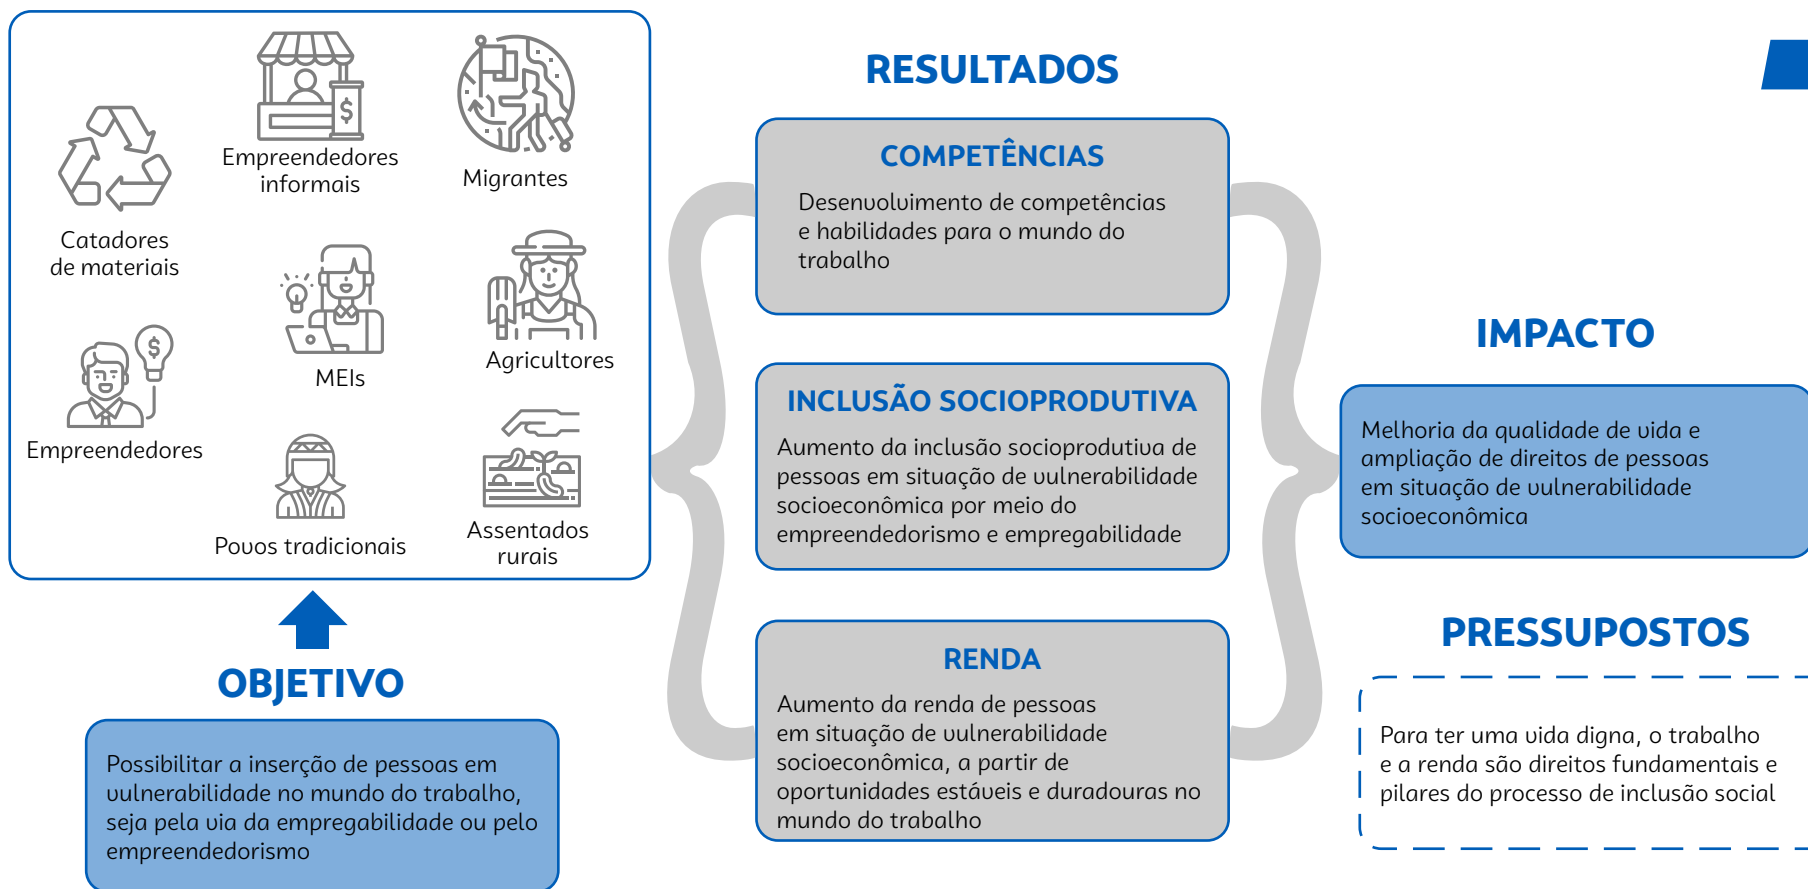 Empreendedores
informais
Migrantes
Catadores
de materiais
MEIs
Agricultores
Empreendedores
Povos tradicionais
Assentados
rurais
OBJETIVO
Possibilitar a inserção de pessoas em
vulnerabilidade no mundo do trabalho,
seja pela via da empregabilidade ou pelo
empreendedorismo
RESULTADOS
COMPETÊNCIAS
Desenvolvimento de competências
e habilidades para o mundo do
trabalho
INCLUSÃO SOCIOPRODUTIVA
Aumento da inclusão socioprodutiva de
pessoas em situação de vulnerabilidade
socioeconômica por meio do
empreendedorismo e empregabilidade
RENDA
Aumento da renda de pessoas
em situação de vulnerabilidade
socioeconômica, a partir de
oportunidades estáveis e duradouras no
mundo do trabalho
IMPACTO
Melhoria da qualidade de vida e
ampliação de direitos de pessoas
em situação de vulnerabilidade
socioeconômica
PRESSUPOSTOS
Para ter uma vida digna, o trabalho
e a renda são direitos fundamentais e
pilares do processo de inclusão social